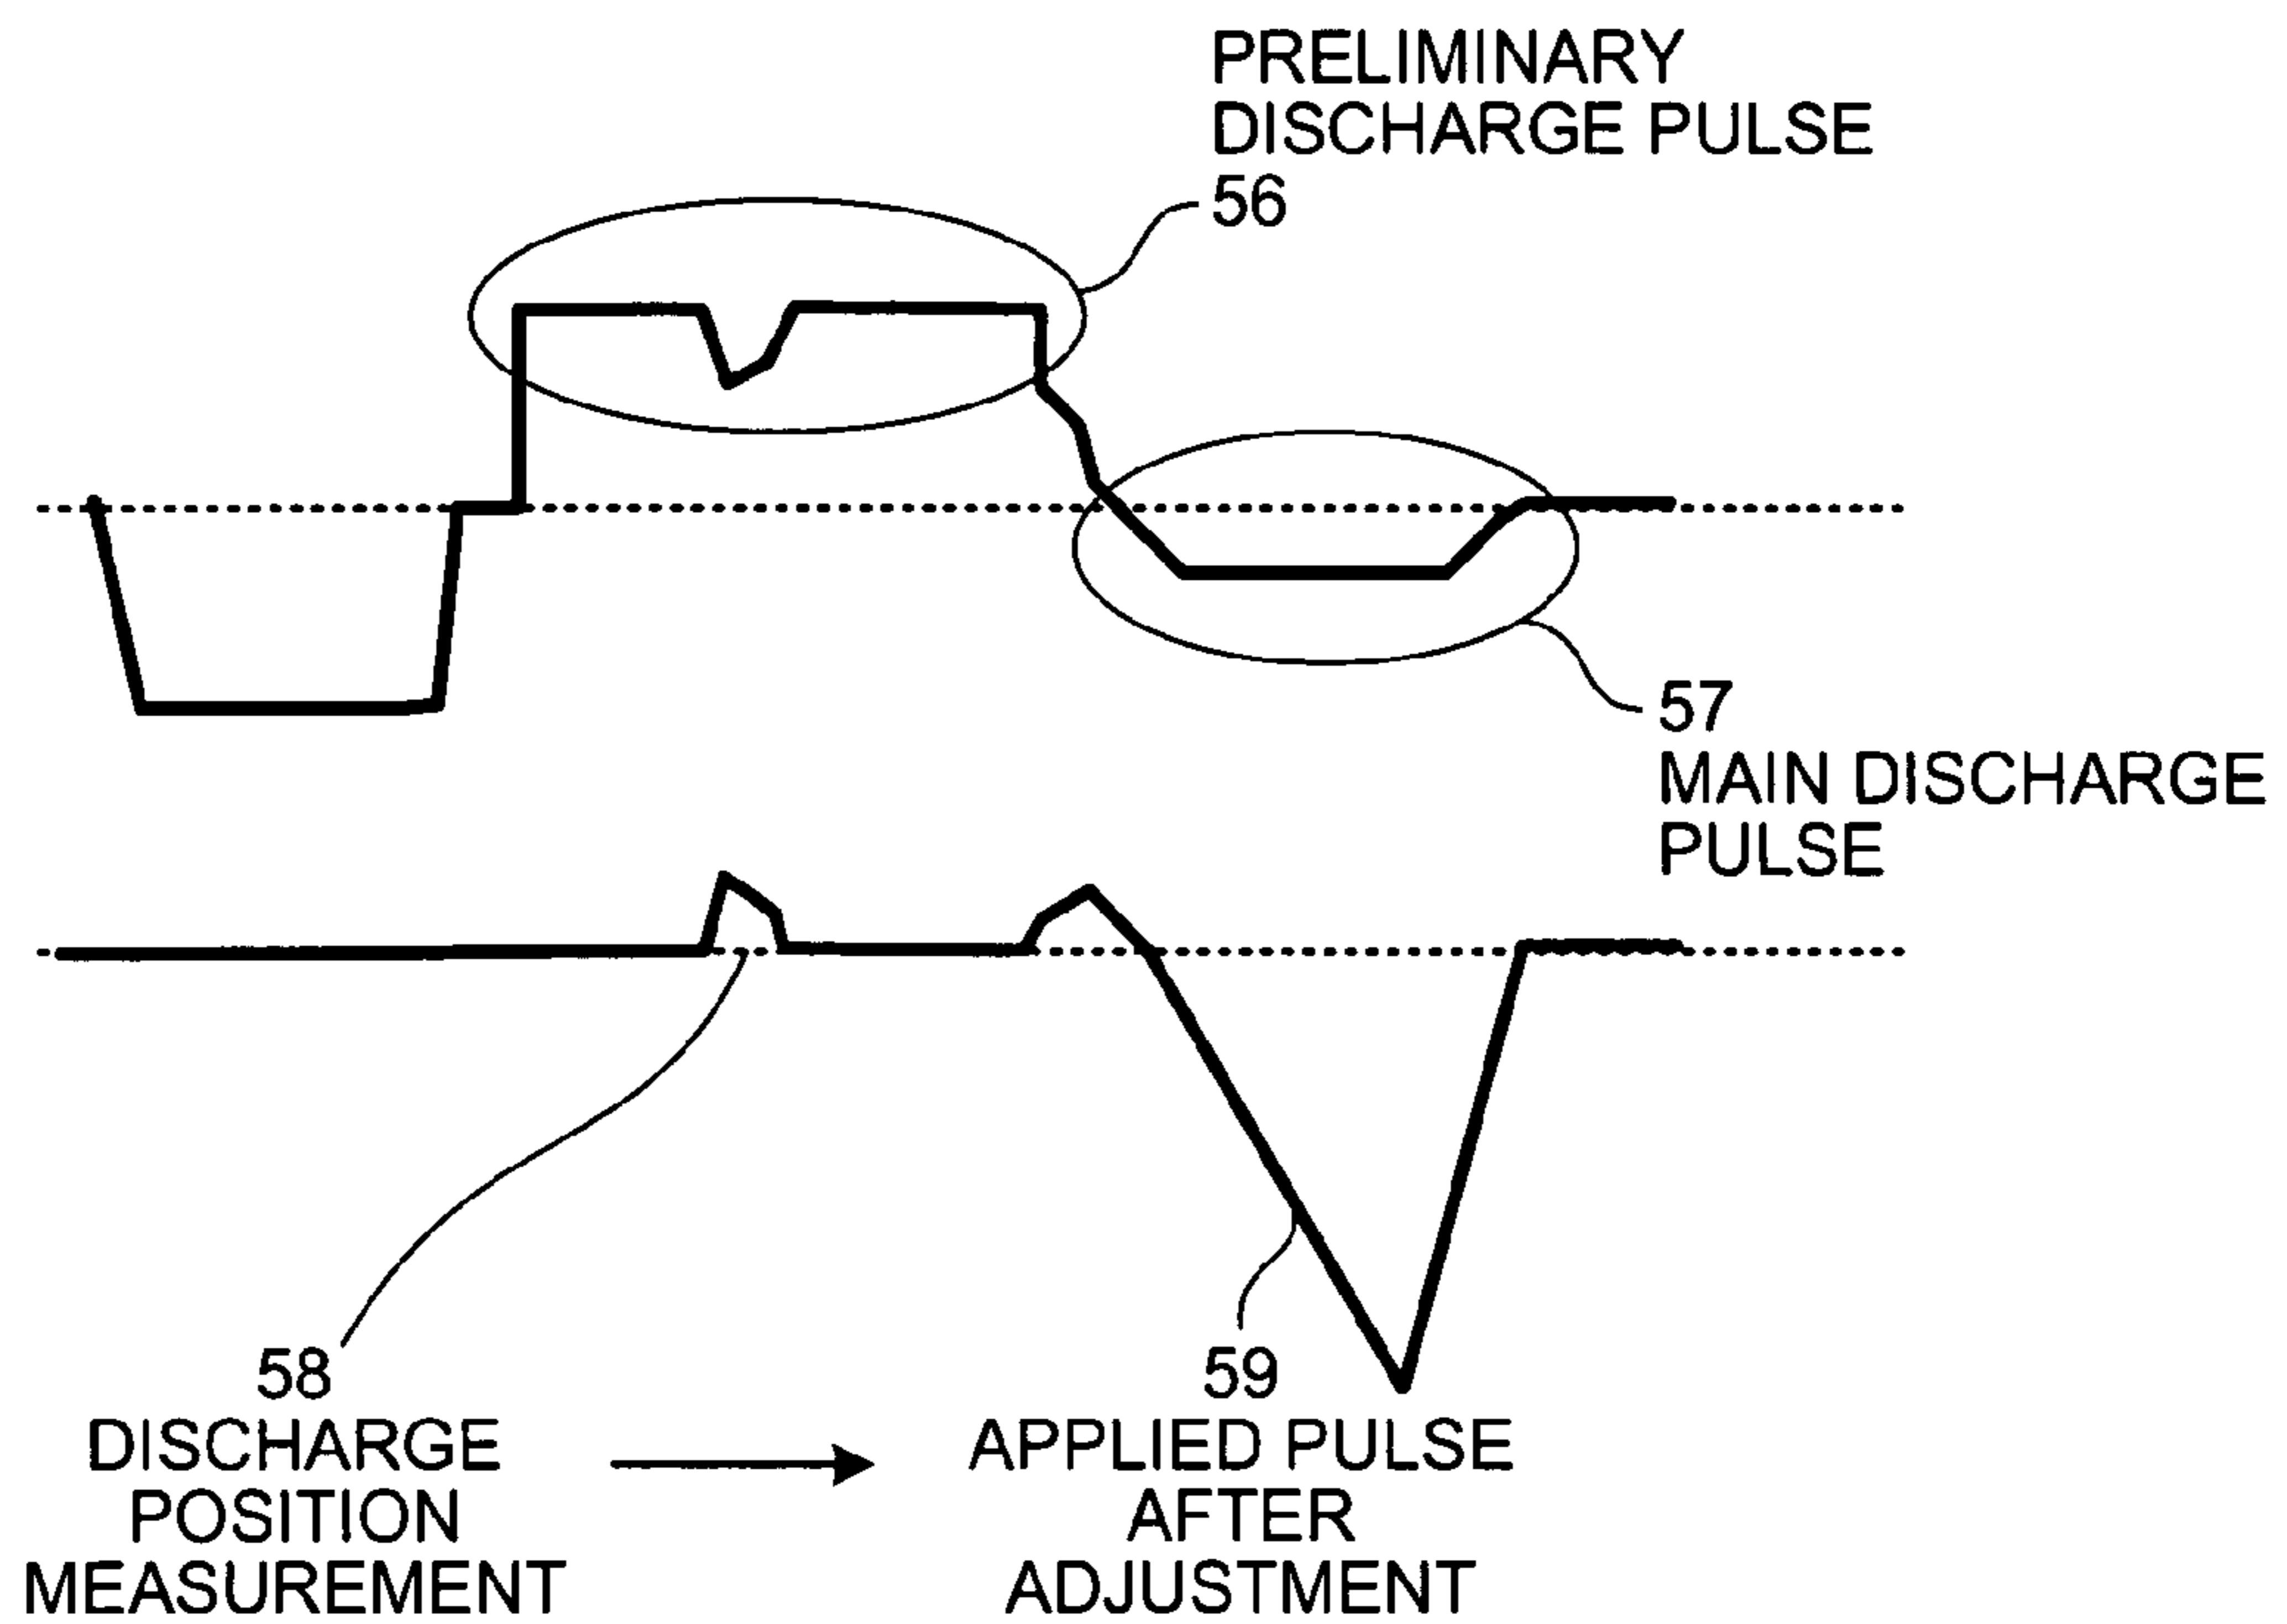 PRELIMINARY
DISCHARGE PULSE
56
57
MAIN DISCHARGE
PULSE
58
DISCHARGE
POSITION
MEASUREMENT
59
APPLIED PULSE
AFTER
ADJUSTMENT